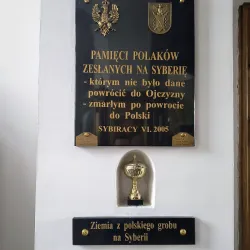 PAMIĘCI POLAKÓW
ZESŁANYCH NA SYBERIĘ
- którym nie było dane
powrócić do Ojczyzny
- zmarłym po powrocie
do Polski
SYBIRACY VI. 2005
Ziemia z polskiego grobu
na Syberii